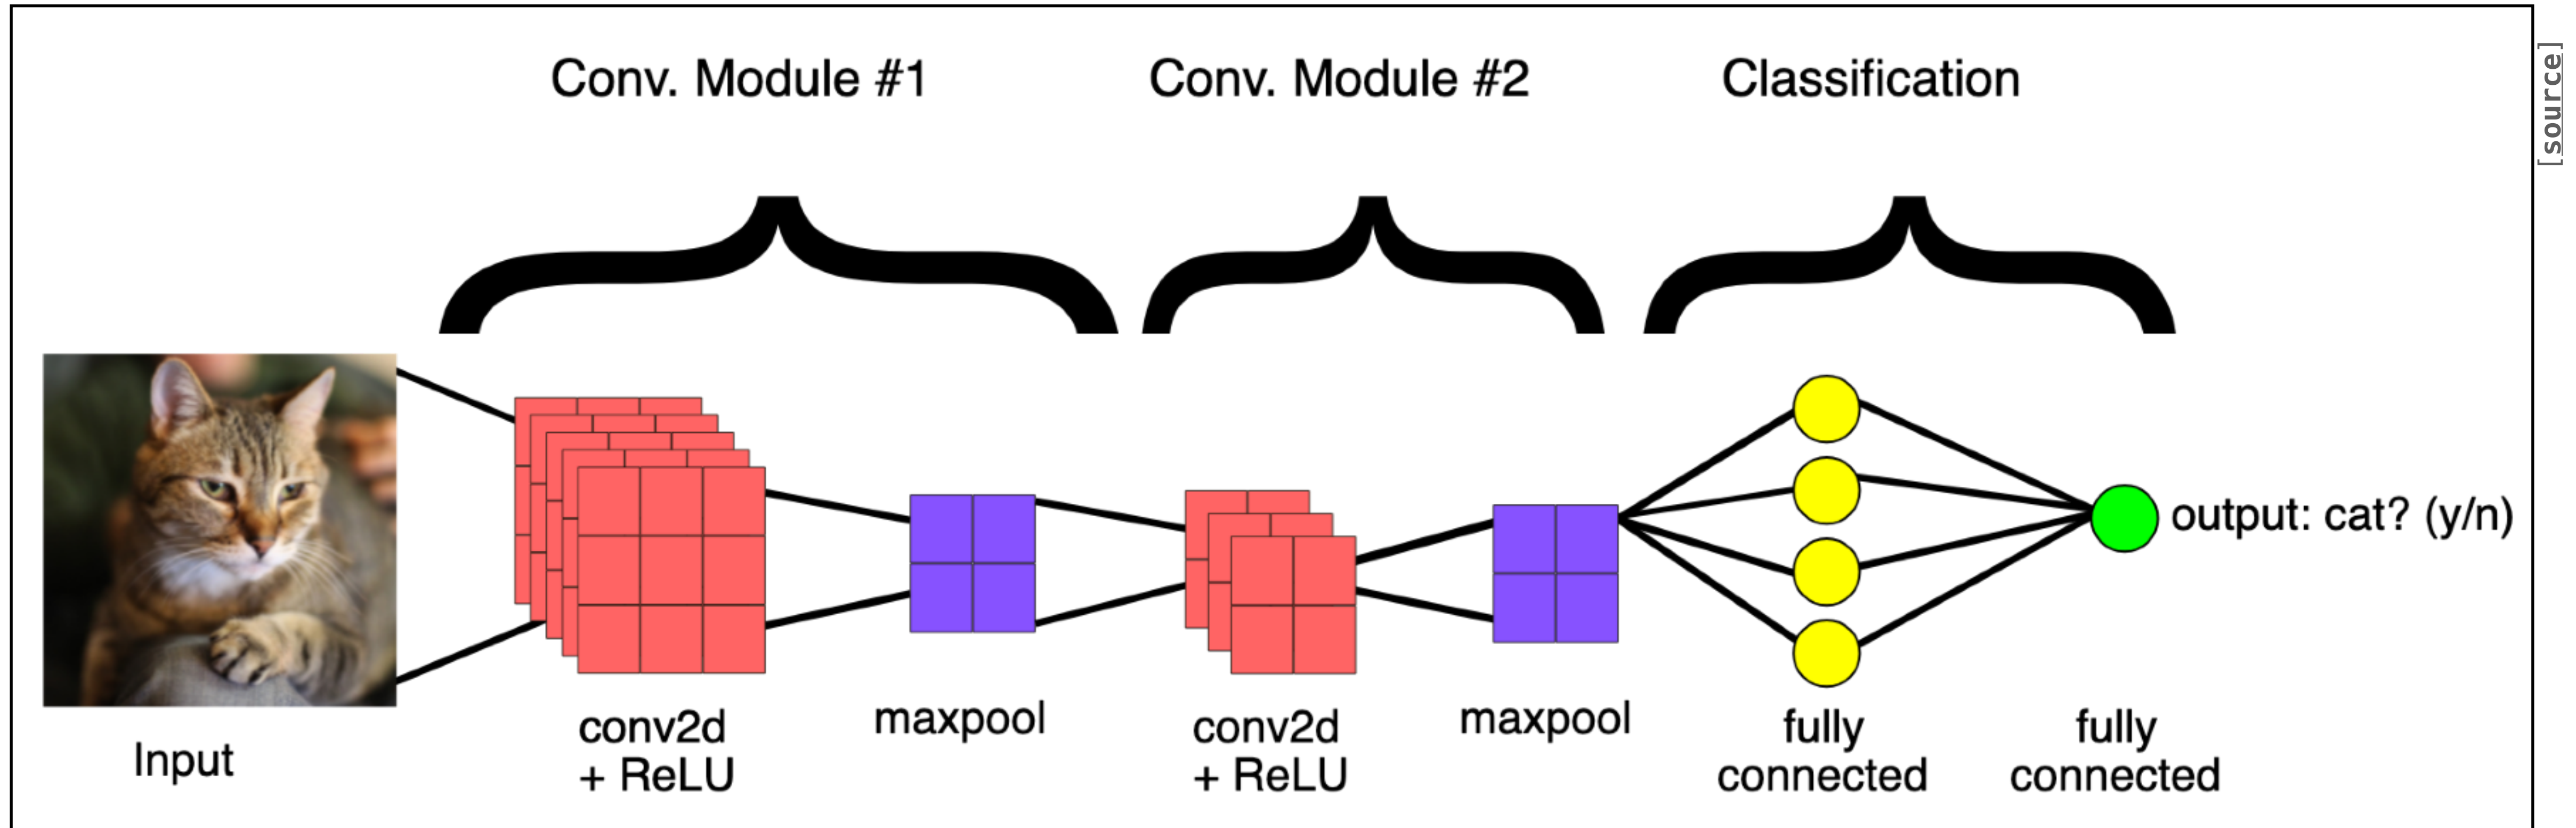 Conv. Module #1
Conv. Module #2
Classification
[source]
output: cat? (y/n)
Input
conv2d
+ ReLU
maxpool
conv2d
+ ReLU
maxpool
fully
connected
fully
connected